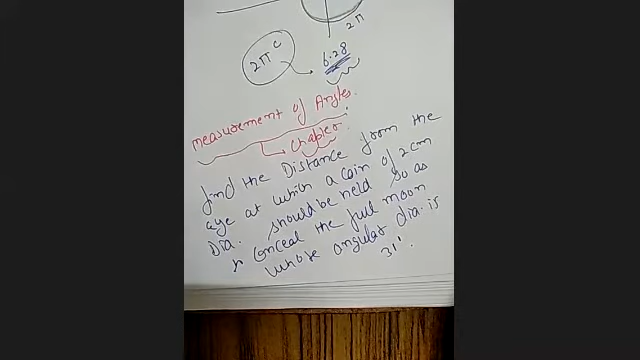 2π
2πᶜ
6.28
measurement of Angles.
Chapter
find the Distance from the
eye at which a coin of 2cm
Dia. should be held so as
to conceal the full moon
whose angular dia. is
31'.